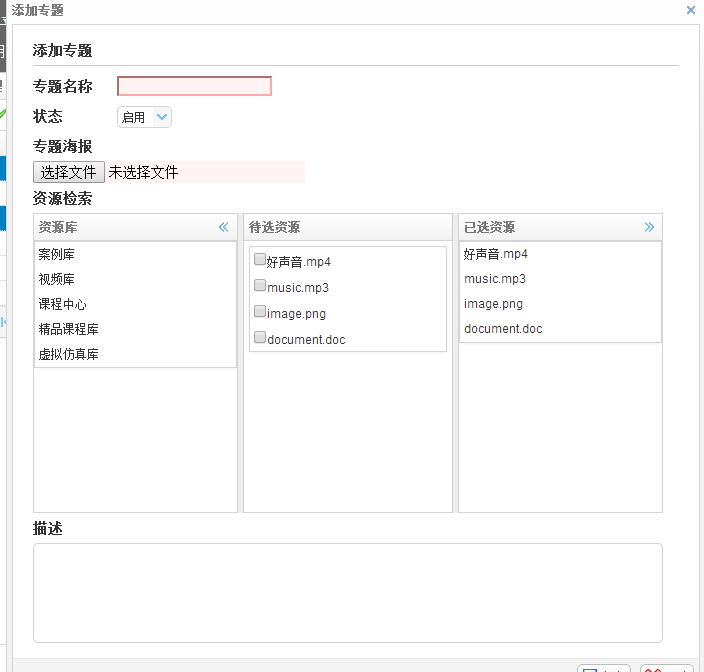 添加专题
添加专题
专题名称
状态 启用
专题海报
选择文件 未选择文件
资源检索
资源库
案例库
视频库
课程中心
精品课程库
虚拟仿真库
待选资源
好声音.mp4
music.mp3
image.png
document.doc
已选资源
好声音.mp4
music.mp3
image.png
document.doc
描述